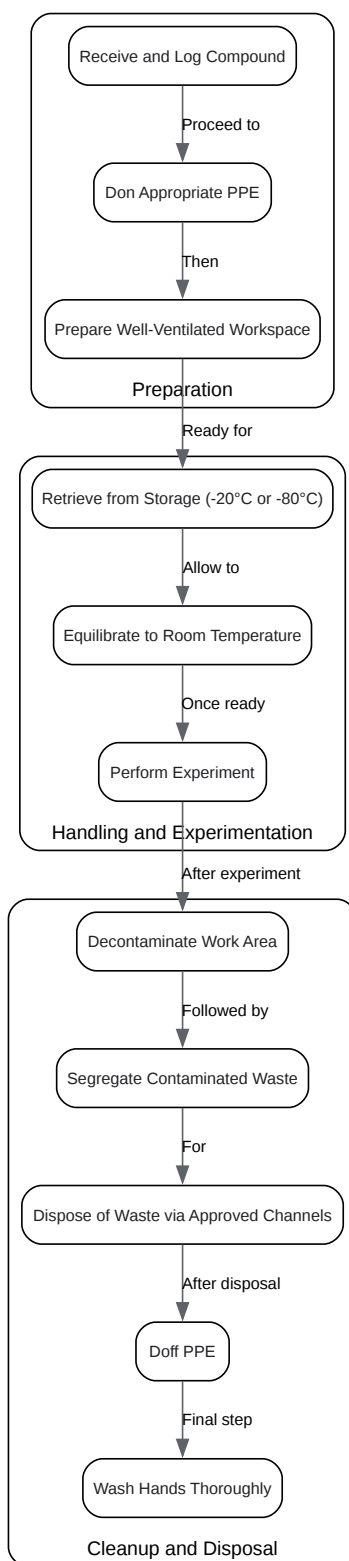 Receive and Log Compound
Proceed to
Don Appropriate PPE
Then
Prepare Well-Ventilated Workspace
Preparation
Ready for
Retrieve from Storage (-20°C or -80°C)
Allow to
Equilibrate to Room Temperature
Once ready
Perform Experiment
Handling and Experimentation
After experiment
Decontaminate Work Area
Followed by
Segregate Contaminated Waste
For
Dispose of Waste via Approved Channels
After disposal
Doff PPE
Final step
Wash Hands Thoroughly
Cleanup and Disposal